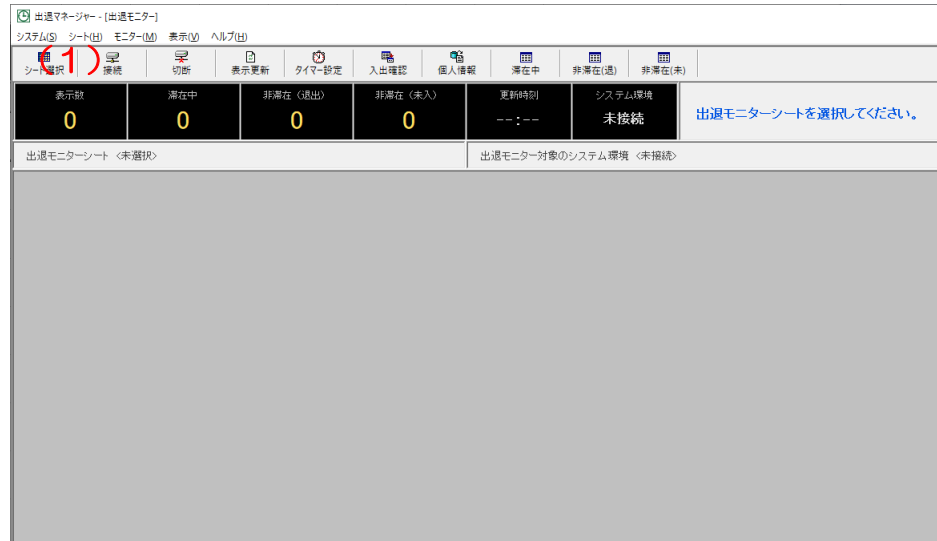 出退マネージャー - [出退モニター]
システム(S) シート(H) モニター(M) 表示(V) ヘルプ(H)
(1)
シート選択 接続 切断 表示更新 タイマー設定 入出確認 個人情報 滞在中 非滞在(退) 非滞在(未)
表示数 滞在中 非滞在（退出） 非滞在（未入） 更新時刻 システム環境
0 0 0 0 --:-- 未接続
出退モニターシートを選択してください。
出退モニターシート <未選択> 出退モニター対象のシステム環境 <未接続>